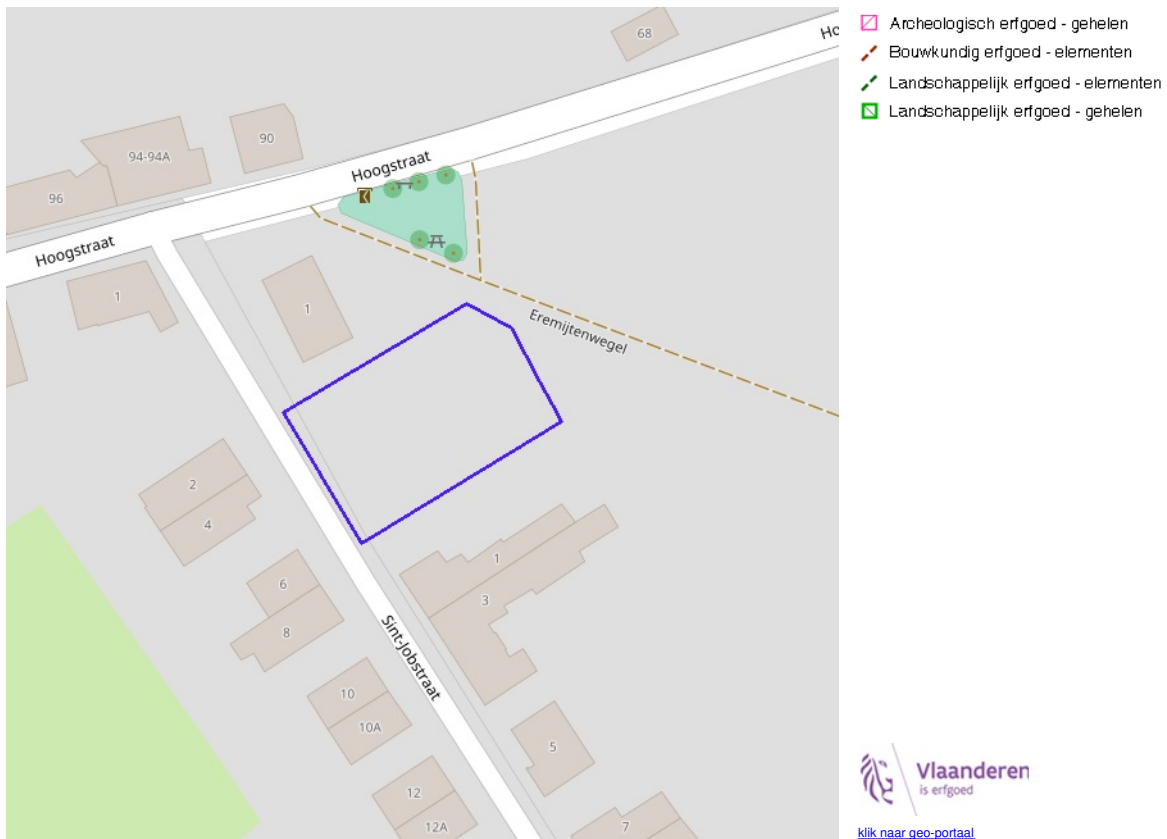 68
Ho
90
94-94A
96
Hoogstraat
Hoogstraat
1
1
Eremijtenwegel
2
4
6
8
1
3
Sint-Jobstraat
10
10A
5
12
12A
7
Archeologisch erfgoed - gehelen
Bouwkundig erfgoed - elementen
Landschappelijk erfgoed - elementen
Landschappelijk erfgoed - gehelen
Vlaanderen
is erfgoed
klik naar geo-portaal